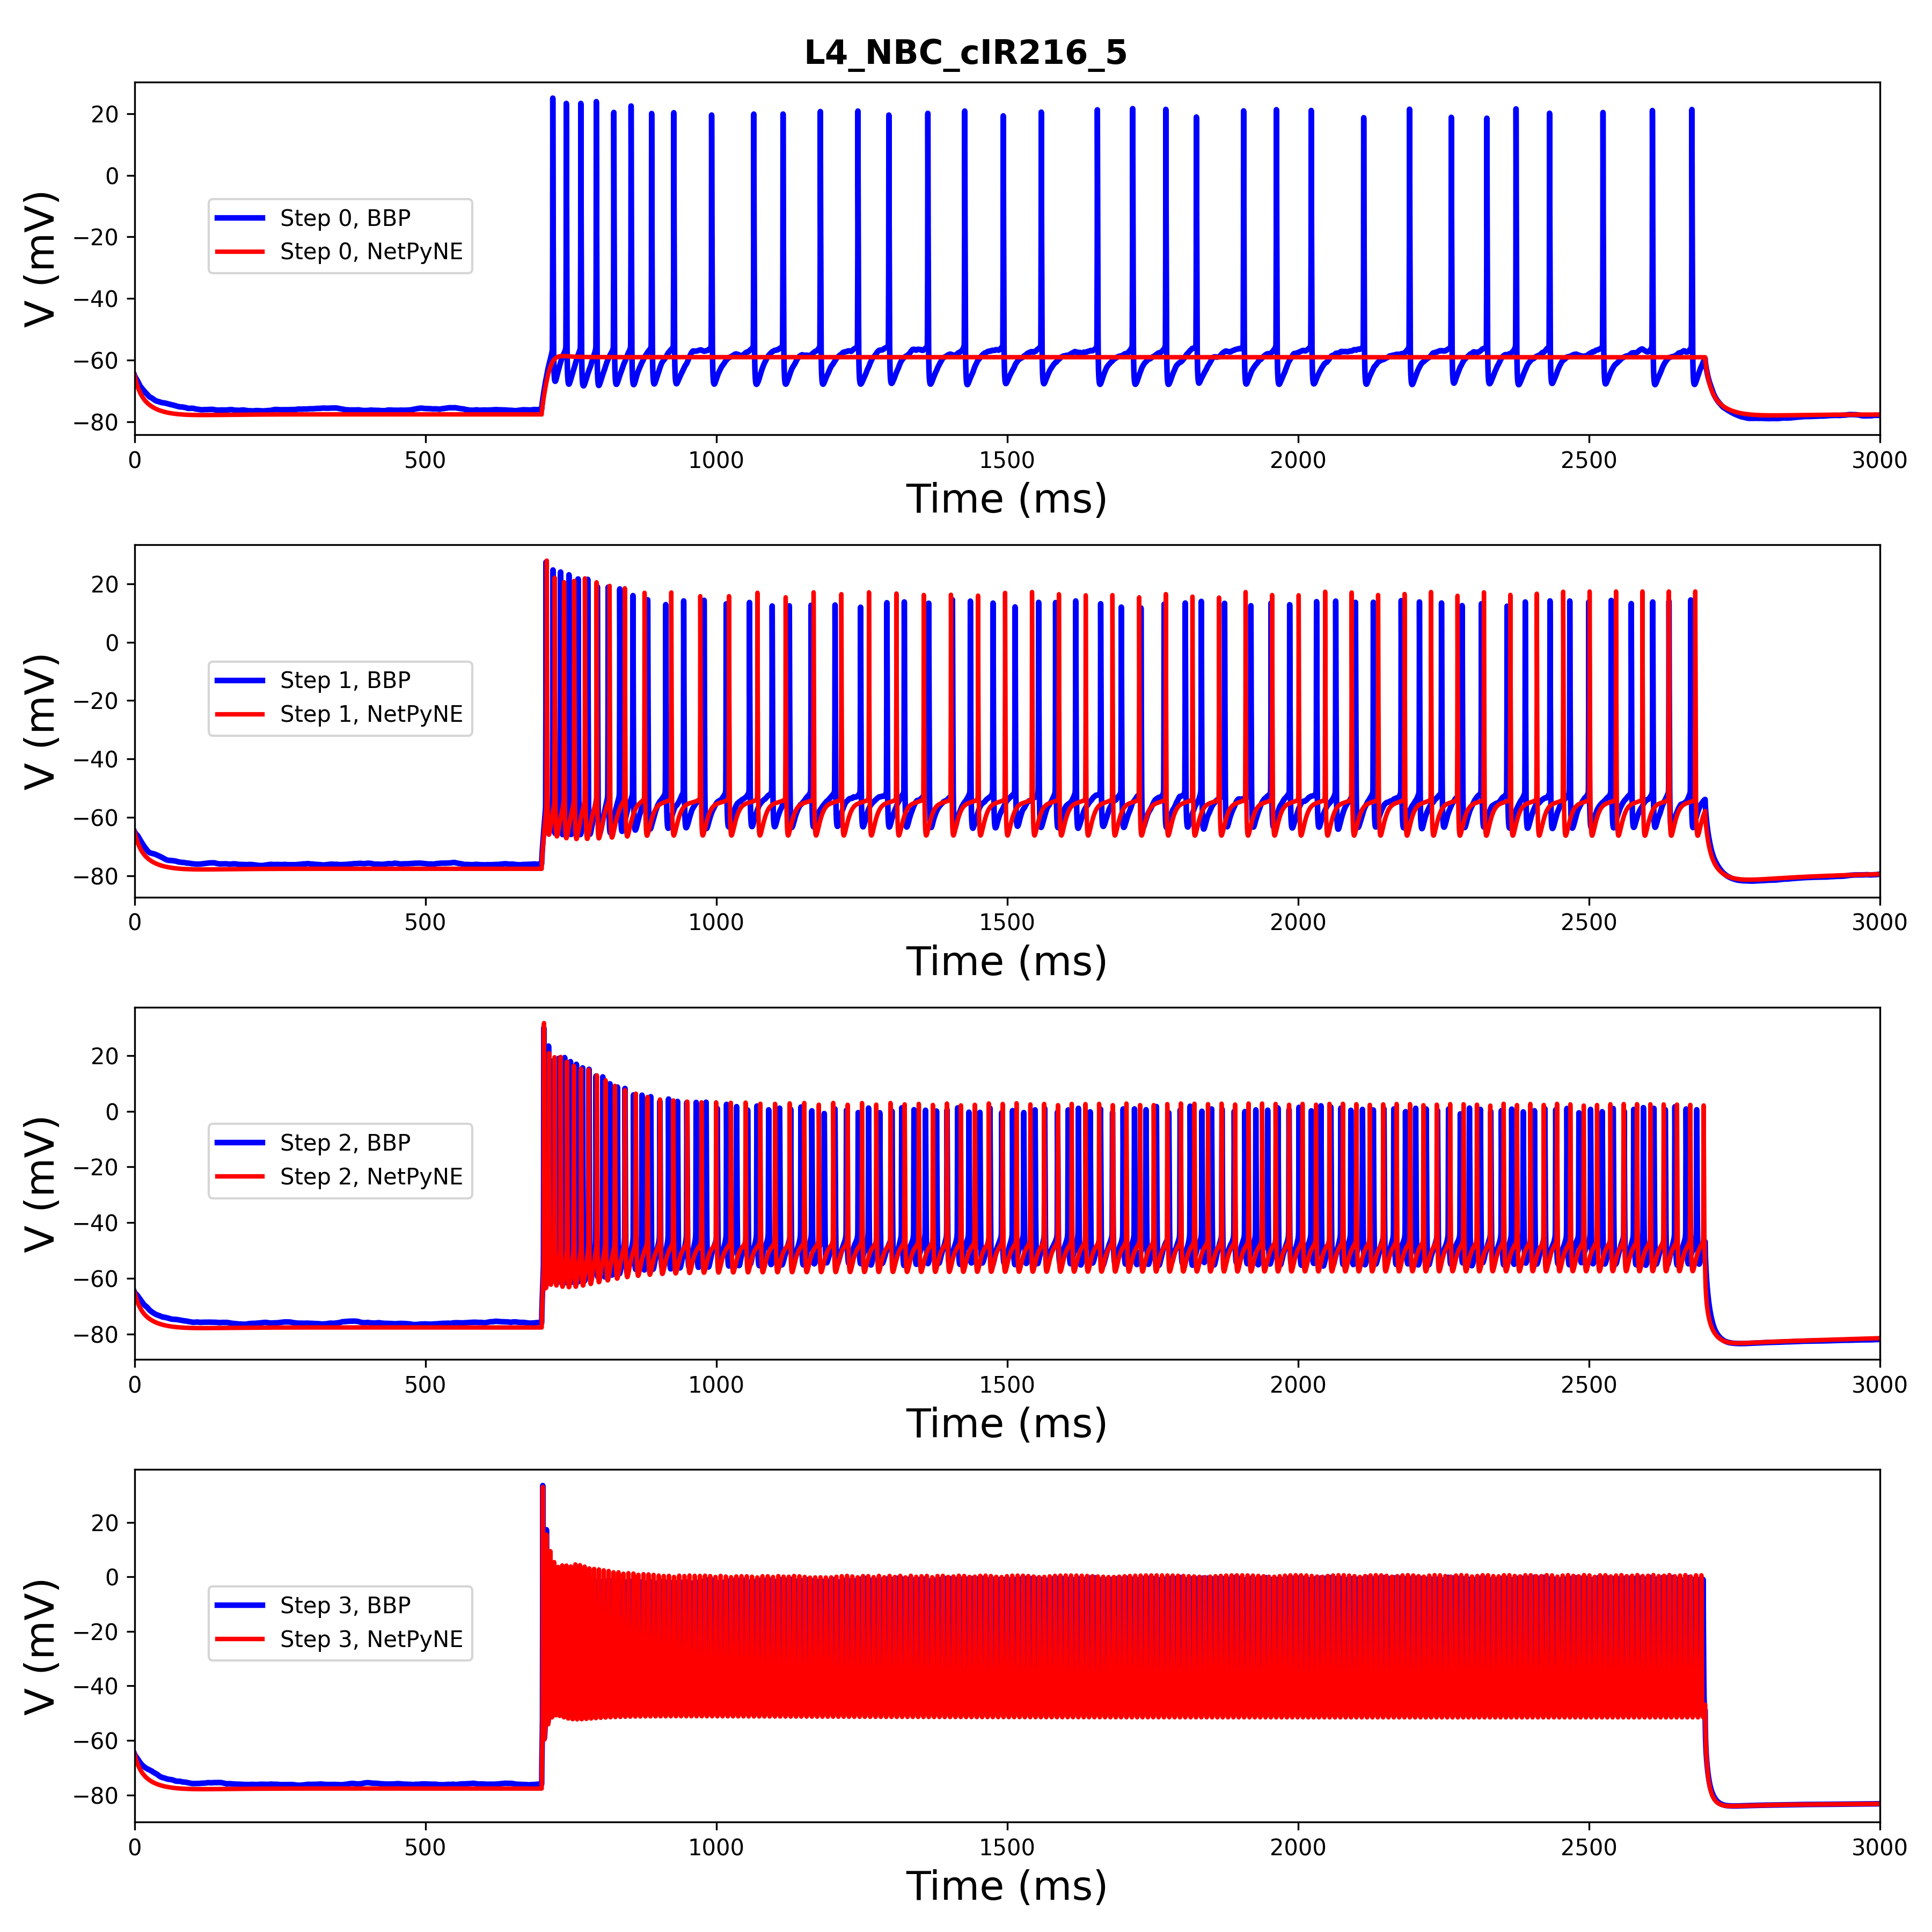 L4_NBC_cIR216_5
V (mV)
20
0
−20
−40
−60
−80
Step 0, BBP
Step 0, NetPyNE
0 500 1000 1500 2000 2500 3000
Time (ms)
V (mV)
20
0
−20
−40
−60
−80
Step 1, BBP
Step 1, NetPyNE
0 500 1000 1500 2000 2500 3000
Time (ms)
V (mV)
20
0
−20
−40
−60
−80
Step 2, BBP
Step 2, NetPyNE
0 500 1000 1500 2000 2500 3000
Time (ms)
V (mV)
20
0
−20
−40
−60
−80
Step 3, BBP
Step 3, NetPyNE
0 500 1000 1500 2000 2500 3000
Time (ms)